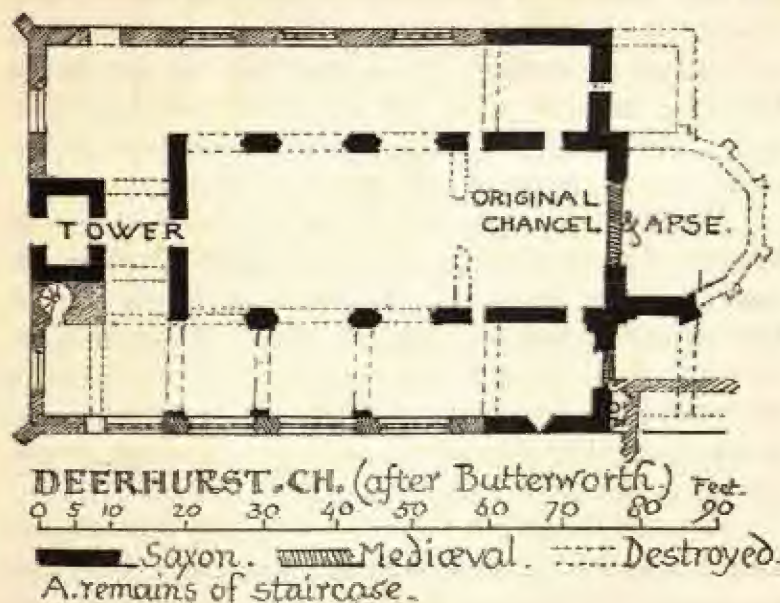 ORIGINAL
CHANCEL & APSE.
TOWER
DEERHURST. CH. (after Butterworth.) Feet.
0 5 10 20 30 40 50 60 70 80 90
Saxon. Mediæval. Destroyed.
A. remains of staircase.